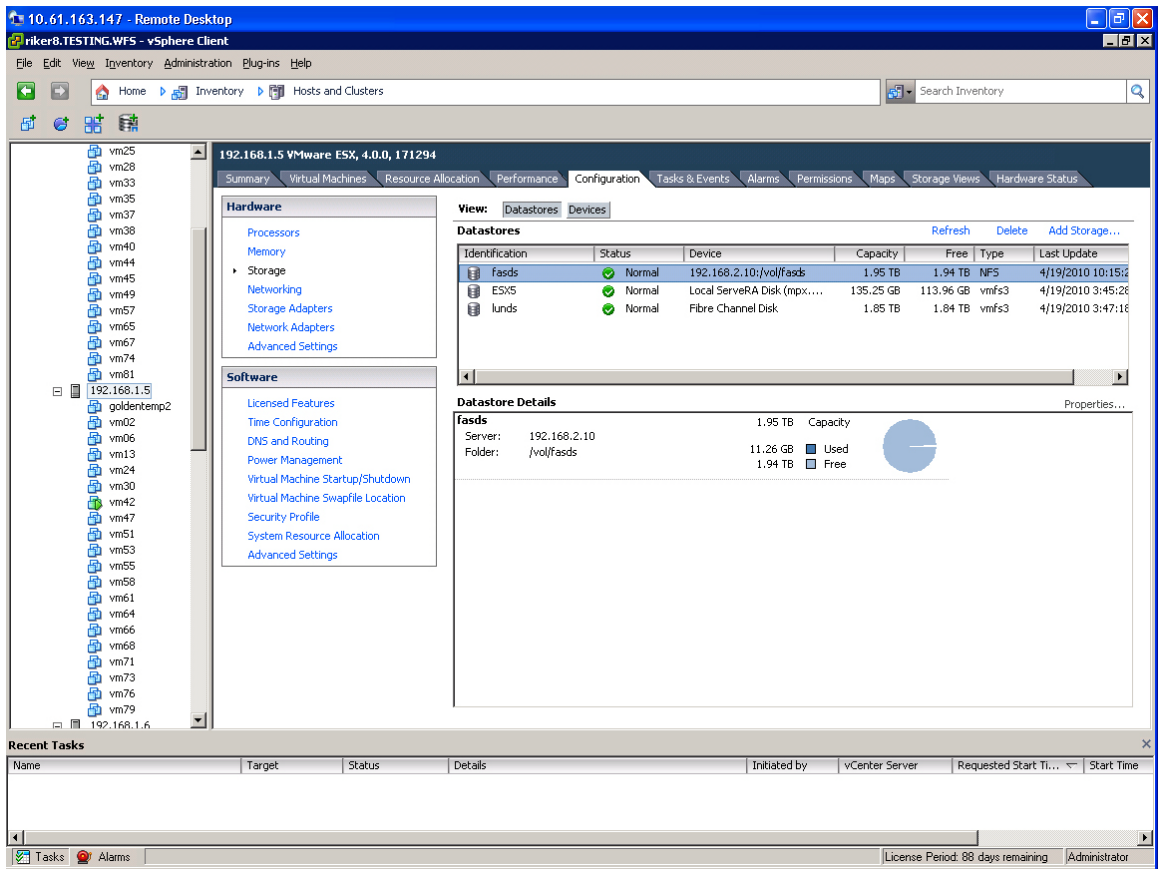 10.61.163.147 - Remote Desktop
riker8.TESTING.WFS - vSphere Client
File Edit View Inventory Administration Plug-ins Help
Home Inventory Hosts and Clusters Search Inventory
vm25
vm28
vm33
vm35
vm37
vm38
vm40
vm44
vm45
vm49
vm57
vm65
vm67
vm74
vm81
192.168.1.5
goldentemp2
vm02
vm06
vm13
vm24
vm30
vm42
vm47
vm51
vm53
vm55
vm58
vm61
vm64
vm66
vm68
vm71
vm73
vm76
vm79
192.168.1.6
192.168.1.5 VMware ESX, 4.0.0, 171294
Summary Virtual Machines Resource Allocation Performance Configuration Tasks & Events Alarms Permissions Maps Storage Views Hardware Status
Hardware
Processors
Memory
Storage
Networking
Storage Adapters
Network Adapters
Advanced Settings
Software
Licensed Features
Time Configuration
DNS and Routing
Power Management
Virtual Machine Startup/Shutdown
Virtual Machine Swapfile Location
Security Profile
System Resource Allocation
Advanced Settings
View: Datastores Devices
Datastores Refresh Delete Add Storage...
Identification Status Device Capacity Free Type Last Update
fasds Normal 192.168.2.10:/vol/fasds 1.95 TB 1.94 TB NFS 4/19/2010 10:15:2
ESX5 Normal Local ServeRA Disk (mpx.... 135.25 GB 113.96 GB vmfs3 4/19/2010 3:45:28
lunds Normal Fibre Channel Disk 1.85 TB 1.84 TB vmfs3 4/19/2010 3:47:18
Datastore Details Properties...
fasds 1.95 TB Capacity
Server: 192.168.2.10
Folder: /vol/fasds
11.26 GB Used
1.94 TB Free
Recent Tasks
Name Target Status Details Initiated by vCenter Server Requested Start Ti... Start Time
Tasks Alarms License Period: 88 days remaining Administrator